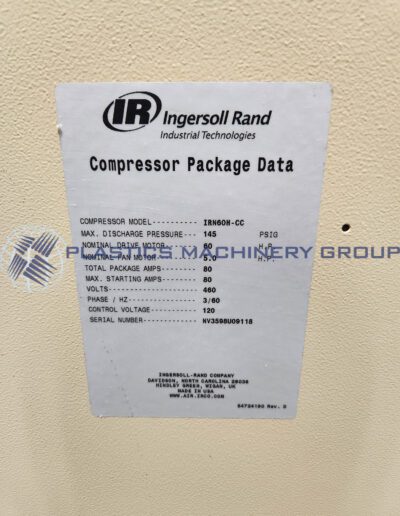 IR Ingersoll Rand
Industrial Technologies
Compressor Package Data
COMPRESSOR MODEL---------- IRN60H-CC
MAX. DISCHARGE PRESSURE--- 145 PSIG
NOMINAL DRIVE MOTOR------- 60 H.P.
PLASTICS MACHINERY GROUP
NOMINAL FAN MOTOR--------- 5.0 H.P.
TOTAL PACKAGE AMPS-------- 80
MAX. STARTING AMPS-------- 80
VOLTS--------------------- 460
PHASE / HZ---------------- 3/60
CONTROL VOLTAGE----------- 120
SERIAL NUMBER------------- NV3598U09118
INGERSOLL-RAND COMPANY
DAVIDSON, NORTH CAROLINA 28036
HINDLEY GREEN, WIGAN, UK
MADE IN USA
WWW.AIR.IRCO.COM
54734190 Rev. D